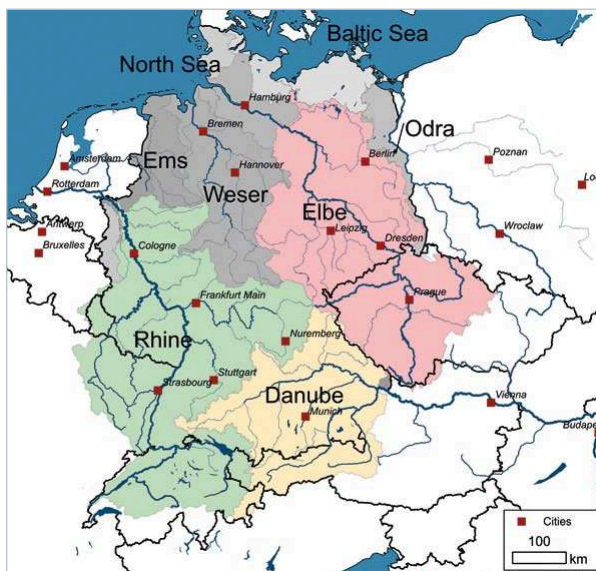 Baltic Sea
North Sea
Hamburg
Bremen
Odra
Ems
Berlin
Poznan
Amsterdam
Hannover
Weser
Rotterdam
Elbe
Leipzig
Wroclaw
Antwerp
Dresden
Bruxelles
Cologne
Prague
Frankfurt Main
Rhine
Nuremberg
Stuttgart
Strasbourg
Danube
Munich
Vienna
Budape
Cities
100
km